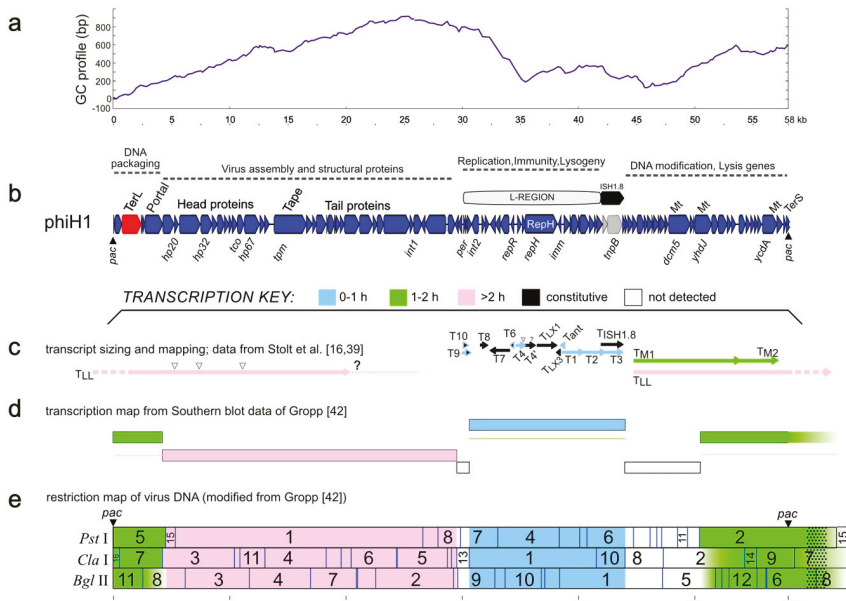 a
GC profile (bp)
800
600
400
200
0
-100
0 5 10 15 20 25 30 35 40 45 50 55 58 kb
DNA packaging
Virus assembly and structural proteins
Replication,Immunity,Lysogeny
DNA modification, Lysis genes
b
L-REGION
ISH1.8
TerL
Portal
Head proteins
Tape
Tail proteins
Mt
Mt
Mt
TerS
phiH1
RepH
pac
hp20
hp32
tco
hp67
tpm
int1
per
int2
repR
repH
imm
tnpB
dcm5
yhdJ
ycdA
pac
TRANSCRIPTION KEY:
0-1 h
1-2 h
>2 h
constitutive
not detected
c
transcript sizing and mapping; data from Stolt et al. [16,39]
TLL
?
T10
T9
T8
T7
T6
T4
?
T4'
TLX1
TLX3
Tant
T1
T2
T3
TISH1.8
TM1
TM2
TLL
d
transcription map from Southern blot data of Gropp [42]
e
restriction map of virus DNA (modified from Gropp [42])
pac
pac
Pst I 5 15 1 8 7 4 6 11 2 15
Cla I 16 7 3 11 4 6 5 13 1 10 8 2 14 9 7
Bgl II 11 8 3 4 7 2 9 10 1 5 12 6 8